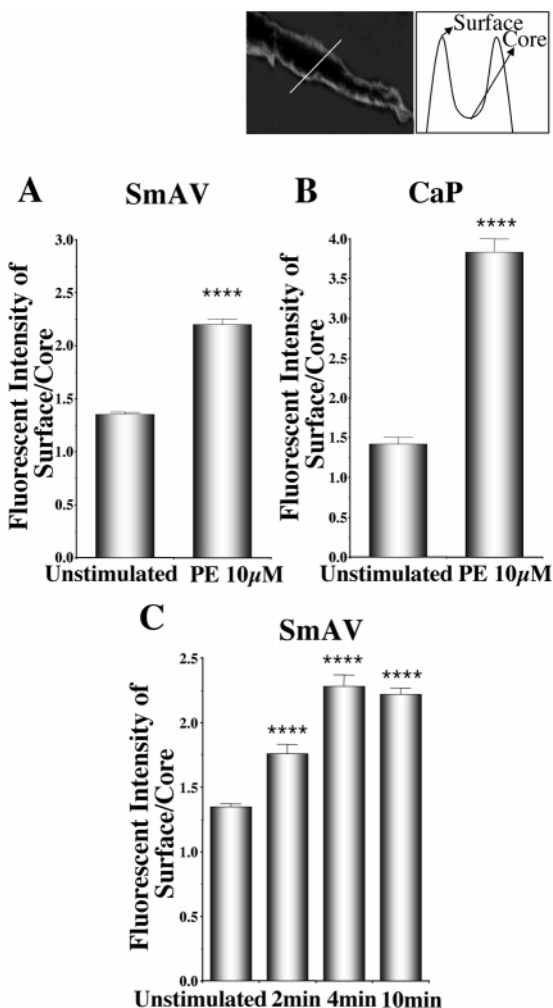 Surface
Core
A SmAV
Fluorescent Intensity of
Surface/Core
3.0
2.5
2.0
1.5
1.0
0.5
0.0
****
Unstimulated PE 10µM
B CaP
Fluorescent Intensity of
Surface/Core
4.0
3.5
3.0
2.5
2.0
1.5
1.0
0.5
0.0
****
Unstimulated PE 10µM
C SmAV
Fluorescent Intensity of
Surface/Core
2.5
2.0
1.5
1.0
0.5
0.0
****
****
****
Unstimulated 2min 4min 10min